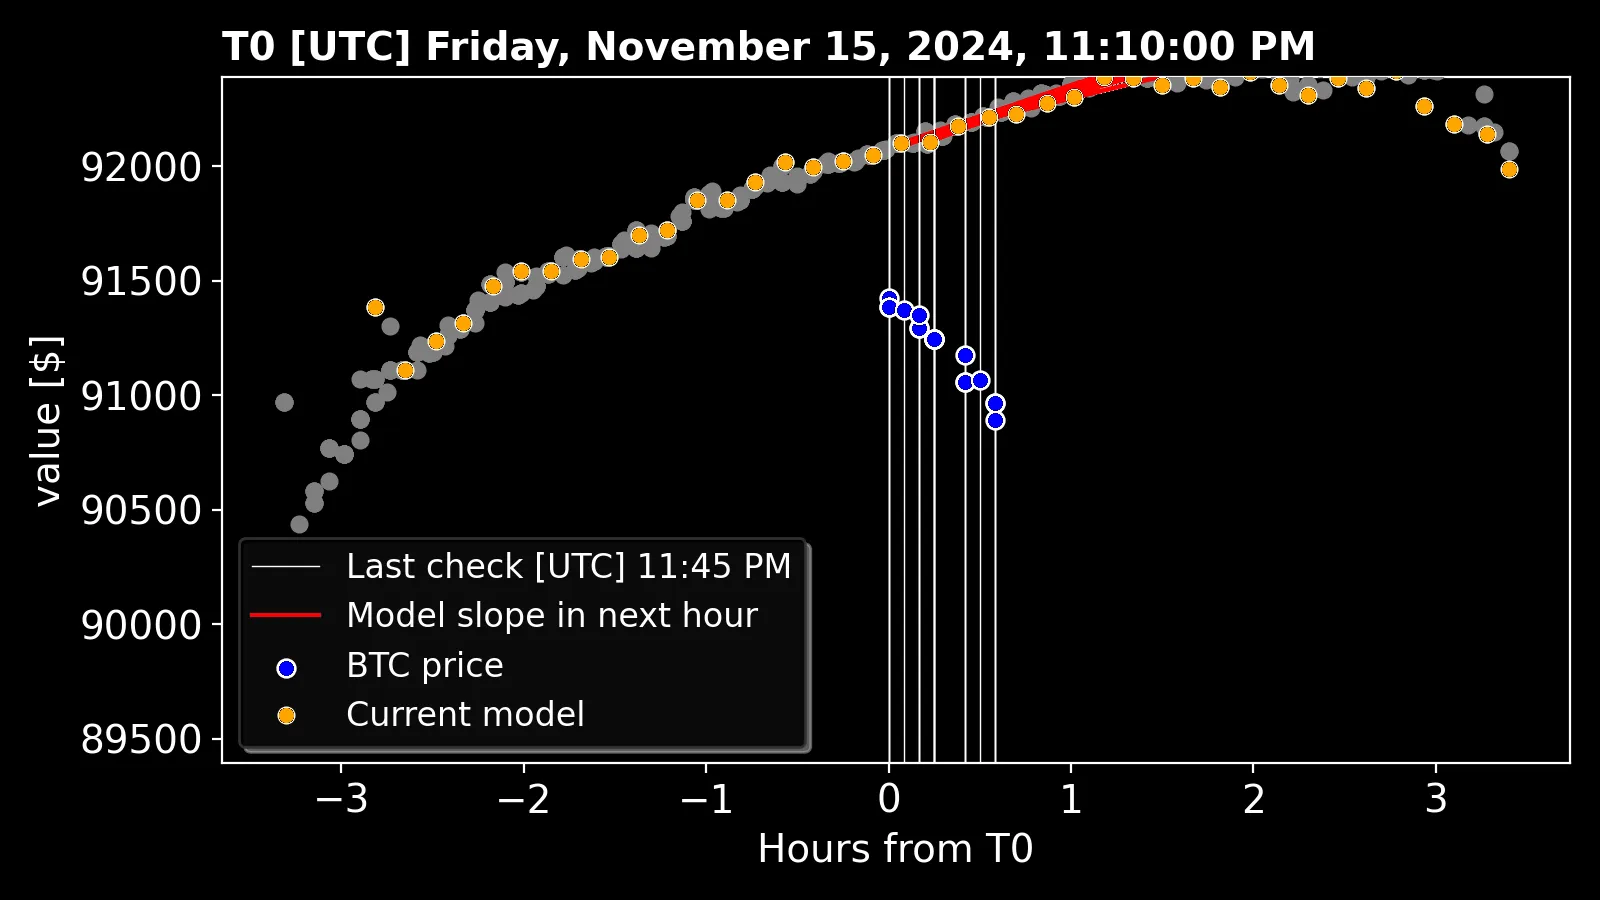 T0 [UTC] Friday, November 15, 2024, 11:10:00 PM
value [$]
92000
91500
91000
90500
90000
89500
Last check [UTC] 11:45 PM
Model slope in next hour
BTC price
Current model
−3 −2 −1 0 1 2 3
Hours from T0